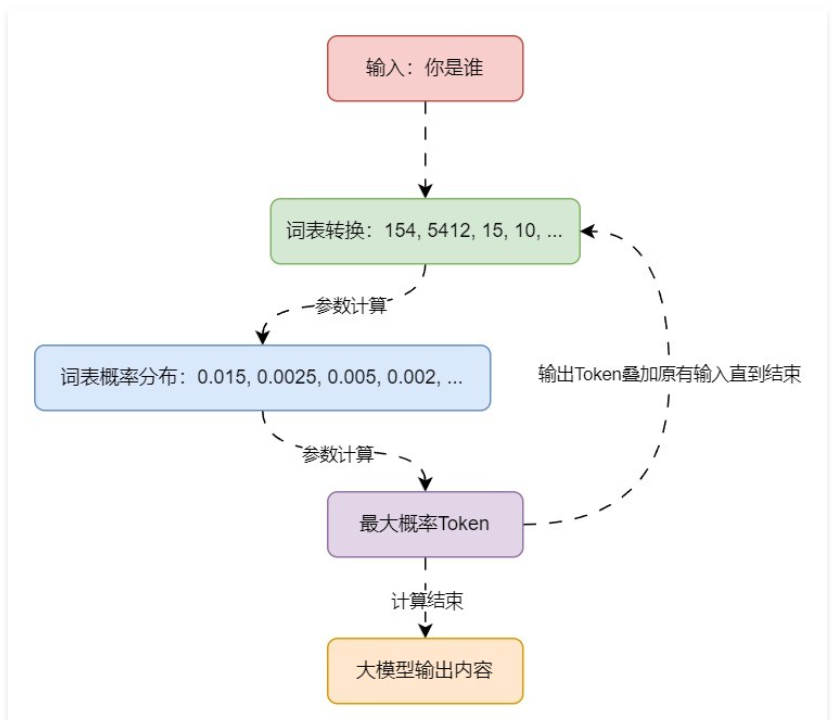 输入：你是谁
词表转换：154, 5412, 15, 10, ...
参数计算
词表概率分布：0.015, 0.0025, 0.005, 0.002, ...
输出Token叠加原有输入直到结束
参数计算
最大概率Token
计算结束
大模型输出内容